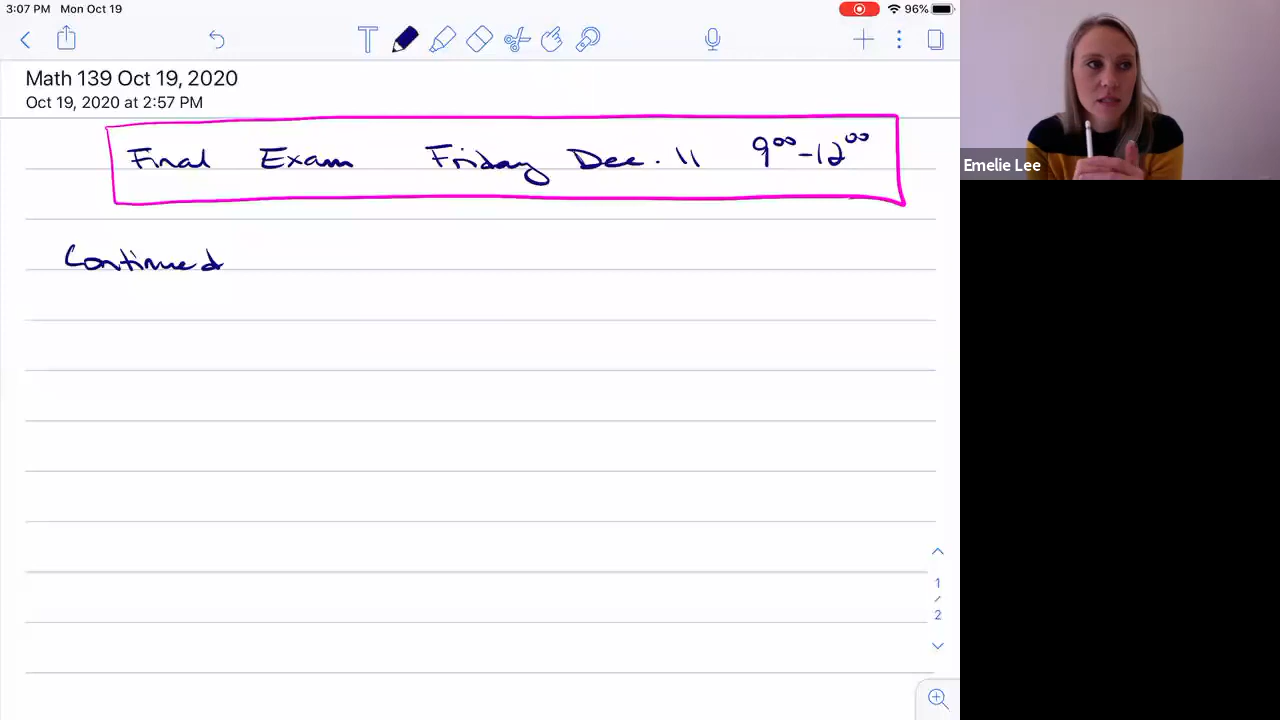 3:07 PM Mon Oct 19
96%
Math 139 Oct 19, 2020
Oct 19, 2020 at 2:57 PM
Final Exam Friday Dec. 11 9⁰⁰-12⁰⁰
Emelie Lee
Continued
1
/
2